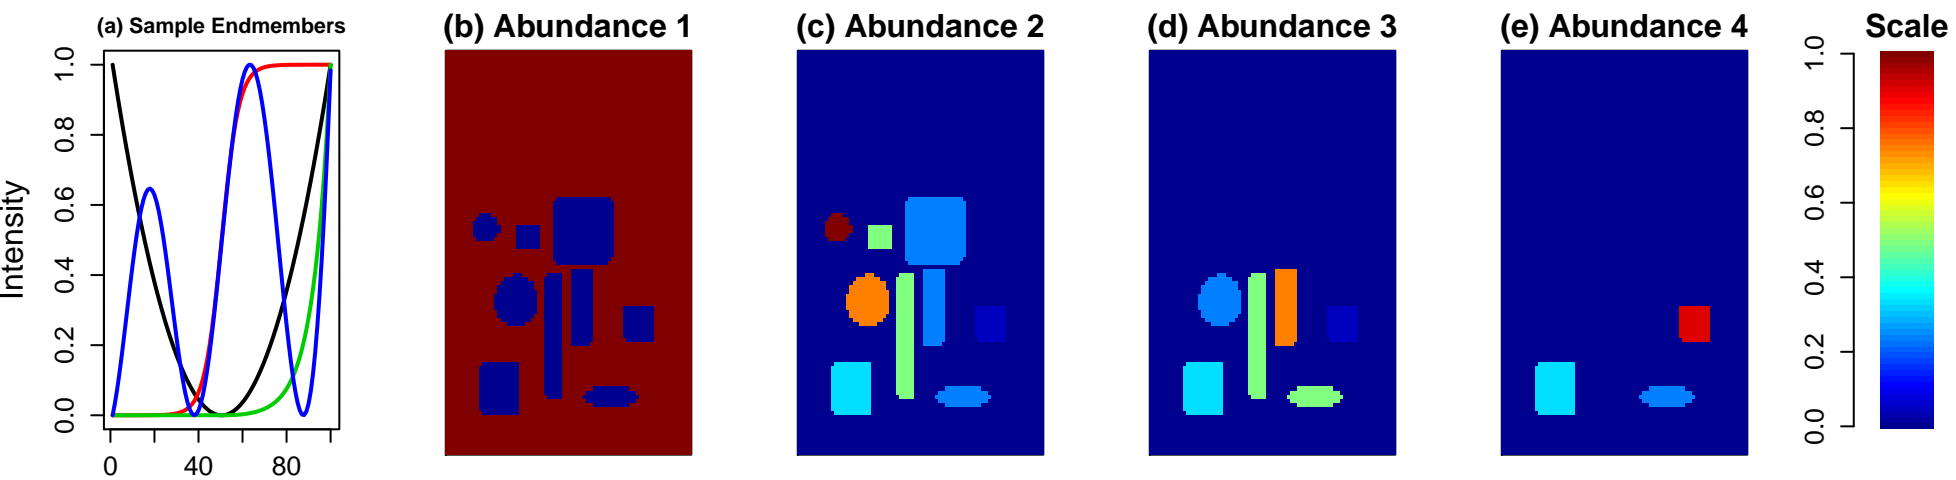 (a) Sample Endmembers
(b) Abundance 1
(c) Abundance 2
(d) Abundance 3
(e) Abundance 4
Scale
Intensity
1.0
0.8
0.6
0.4
0.2
0.0
0 40 80
1.0
0.8
0.6
0.4
0.2
0.0